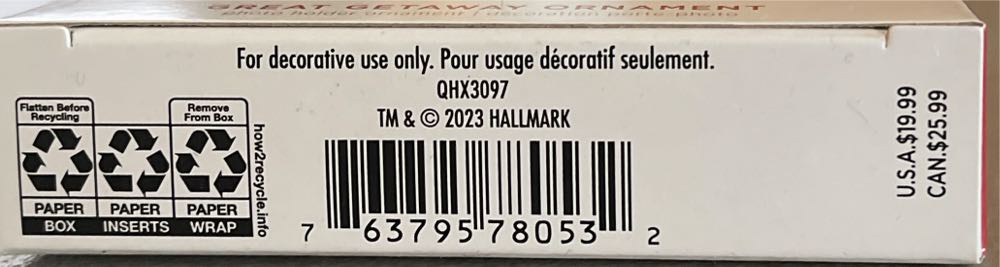 GREAT GETAWAY ORNAMENT
photo holder ornament / décoration porte-photo
For decorative use only. Pour usage décoratif seulement.
QHX3097
TM & © 2023 HALLMARK
Flatten Before
Recycling
Remove
From Box
PAPER PAPER PAPER
BOX INSERTS WRAP
how2recycle.info
7 63795 78053 2
U.S.A.$19.99
CAN.$25.99